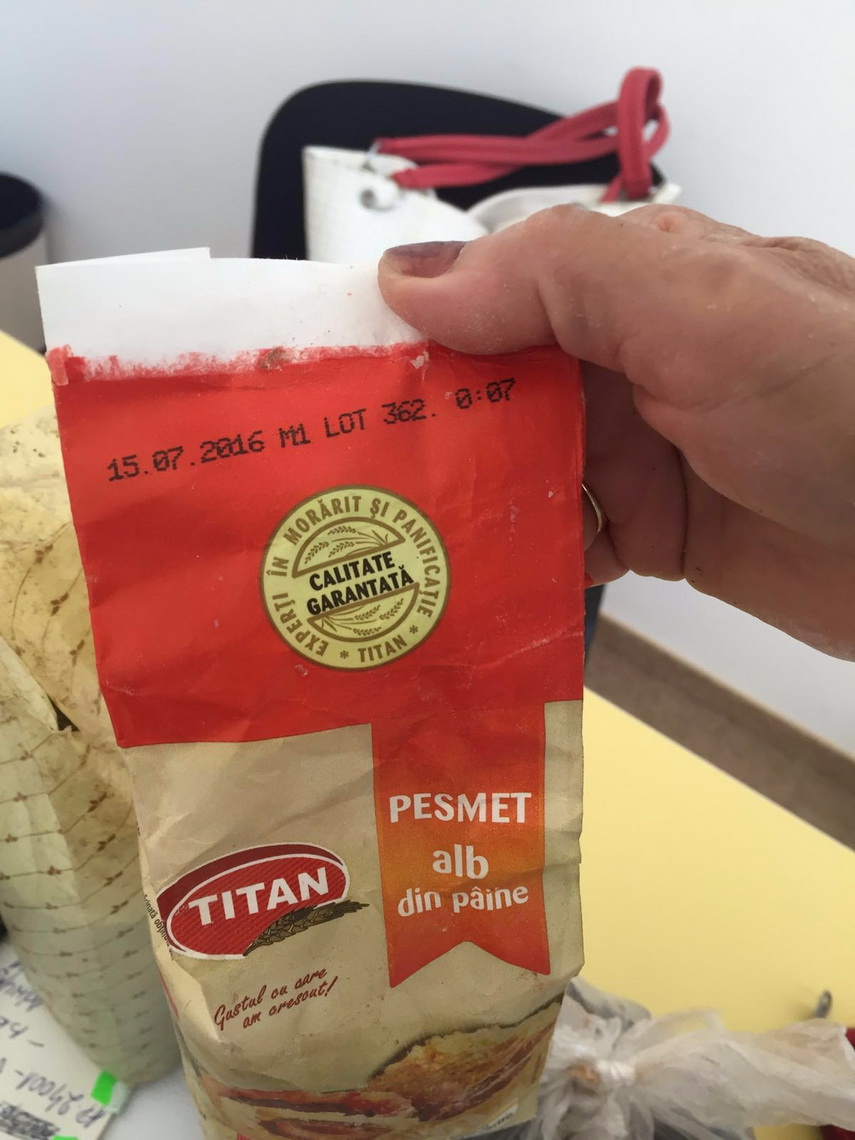 15.07.2016 M1 LOT 362. 0:07
EXPERȚI ÎN MORĂRIT ȘI PANIFICAȚIE
CALITATE
GARANTATĂ
* TITAN *
PESMET
alb
din pâine
TITAN
Gustul cu care
am crescut!